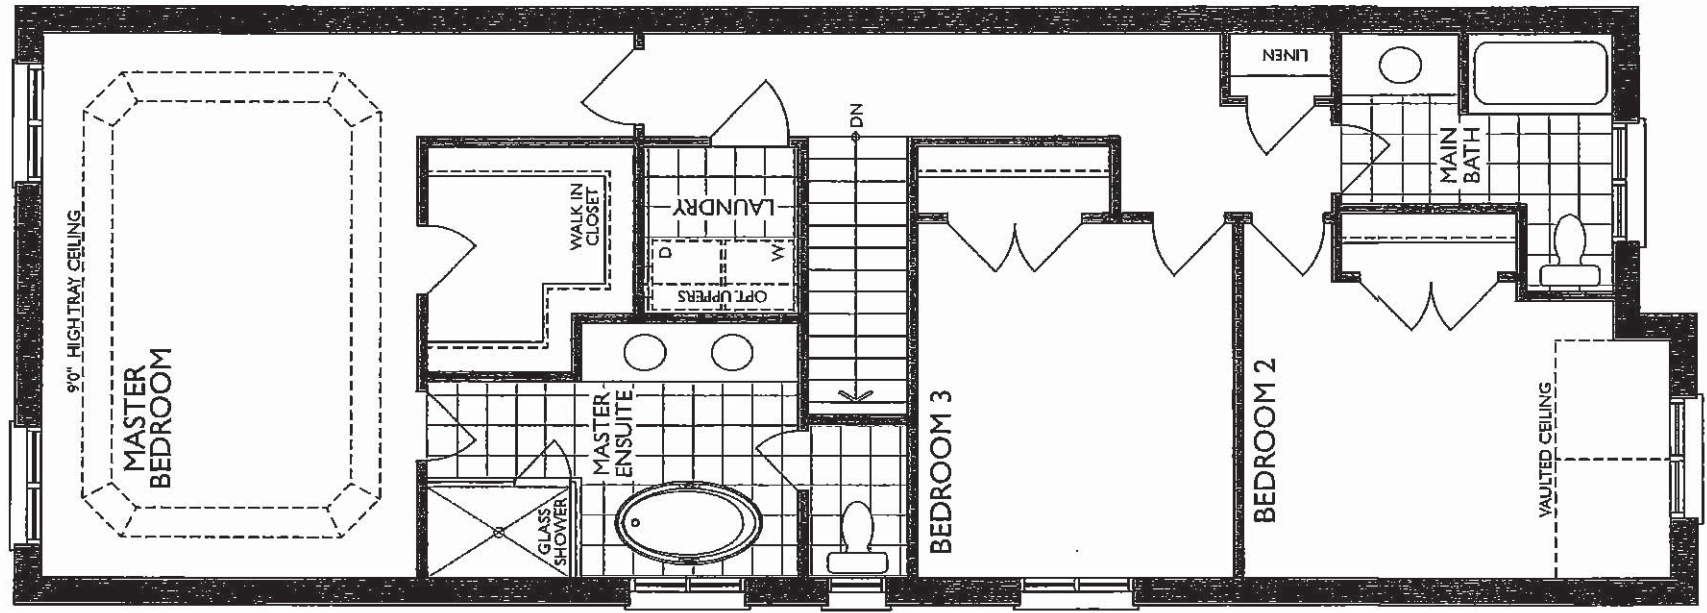 9'0" HIGH TRAY CEILING
MASTER
BEDROOM
WALK IN
CLOSET
LAUNDRY
D
W
OPT. UPPERS
DN
MASTER
ENSUITE
GLASS
SHOWER
BEDROOM 3
LINEN
MAIN
BATH
BEDROOM 2
VAULTED CEILING